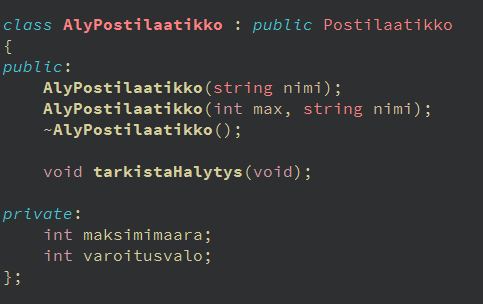 class AlyPostilaatikko : public Postilaatikko
{
public:
    AlyPostilaatikko(string nimi);
    AlyPostilaatikko(int max, string nimi);
    ~AlyPostilaatikko();

    void tarkistaHalytys(void);

private:
    int maksimimaara;
    int varoitusvalo;
};